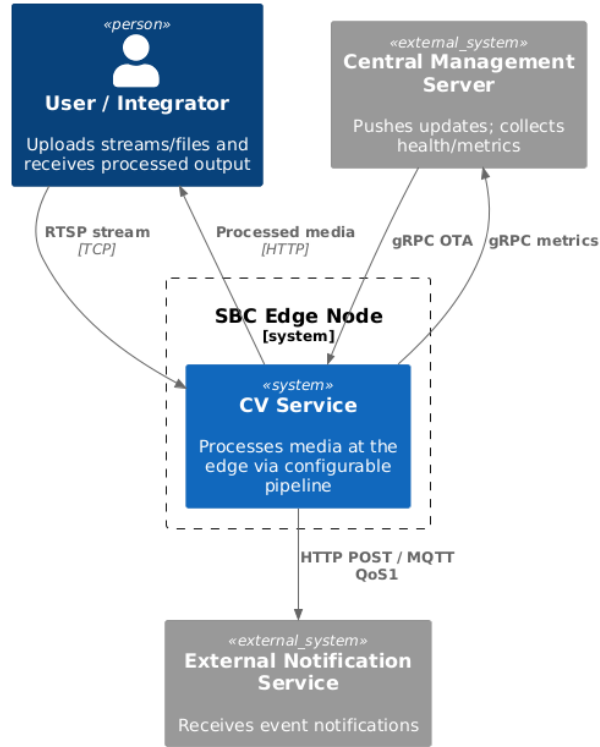 «person»
User / Integrator
Uploads streams/files and
receives processed output
«external_system»
Central Management
Server
Pushes updates; collects
health/metrics
RTSP stream
[TCP]
Processed media
[HTTP]
gRPC OTA
gRPC metrics
SBC Edge Node
[system]
«system»
CV Service
Processes media at the
edge via configurable
pipeline
HTTP POST / MQTT
QoS1
«external_system»
External Notification
Service
Receives event notifications